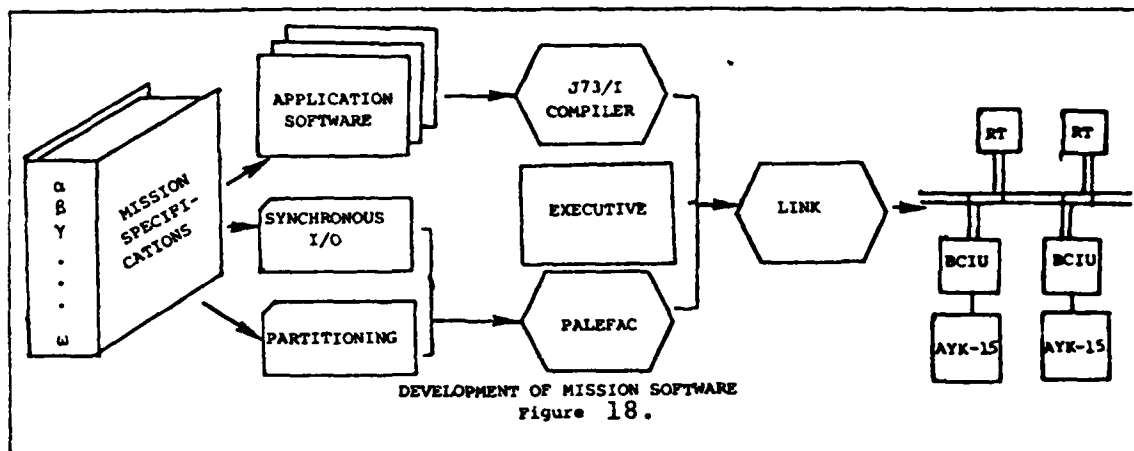 α
β
γ
.
.
.
ω
MISSION
SPECIFI-
CATIONS
APPLICATION
SOFTWARE
SYNCHRONOUS
I/O
PARTITIONING
J73/I
COMPILER
EXECUTIVE
PALEFAC
LINK
RT
RT
BCIU
BCIU
AYK-15
AYK-15
DEVELOPMENT OF MISSION SOFTWARE
Figure 18.